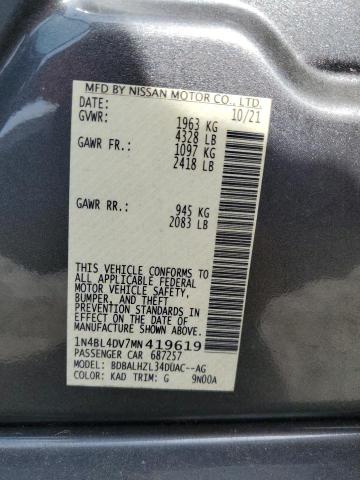 MFD BY NISSAN MOTOR CO., LTD.
DATE: 10/21
GVWR: 1963 KG
4328 LB
GAWR FR.: 1097 KG
2418 LB
GAWR RR.: 945 KG
2083 LB
THIS VEHICLE CONFORMS TO
ALL APPLICABLE FEDERAL
MOTOR VEHICLE SAFETY,
BUMPER, AND THEFT
PREVENTION STANDARDS IN
EFFECT ON THE DATE OF
MANUFACTURE SHOWN ABOVE.
1N4BL4DV7MN419619
PASSENGER CAR 687257
MODEL: BDBALHZL34DUAC--AG
COLOR: KAD TRIM: G 9N00A